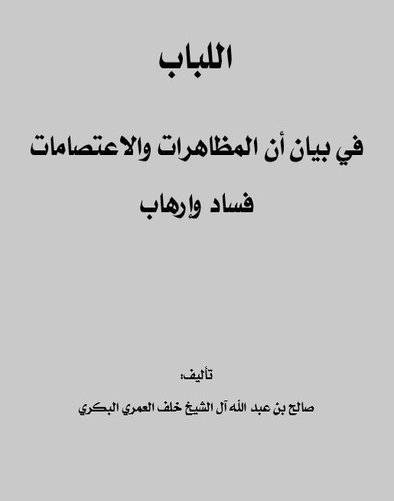 اللباب
في بيان أن المظاهرات والاعتصامات
فساد وإرهاب
تأليف:
صالح بن عبد الله آل الشيخ خلف العمري البكري